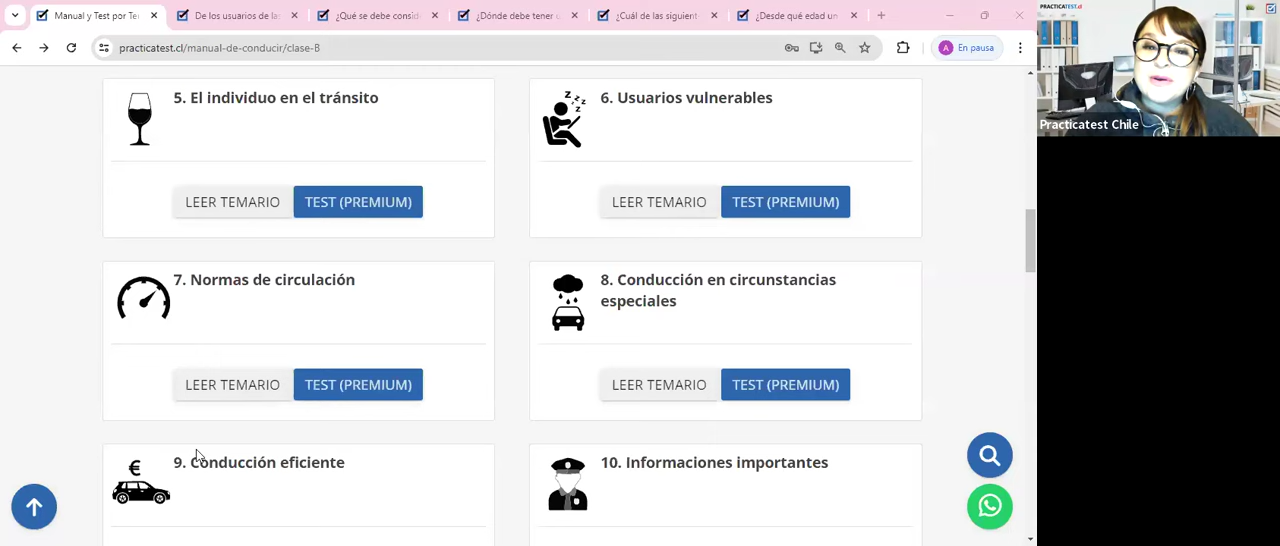 Manual y Test por Ter
De los usuarios de las
¿Qué se debe consid
¿Dónde debe tener u
¿Cuál de las siguient
¿Desde qué edad un
practicatest.cl/manual-de-conducir/clase-B
A En pausa
PRACTICATEST.cl
Practicatest Chile
5. El individuo en el tránsito
LEER TEMARIO TEST (PREMIUM)
6. Usuarios vulnerables
LEER TEMARIO TEST (PREMIUM)
7. Normas de circulación
LEER TEMARIO TEST (PREMIUM)
8. Conducción en circunstancias
especiales
LEER TEMARIO TEST (PREMIUM)
€
9. Conducción eficiente
10. Informaciones importantes